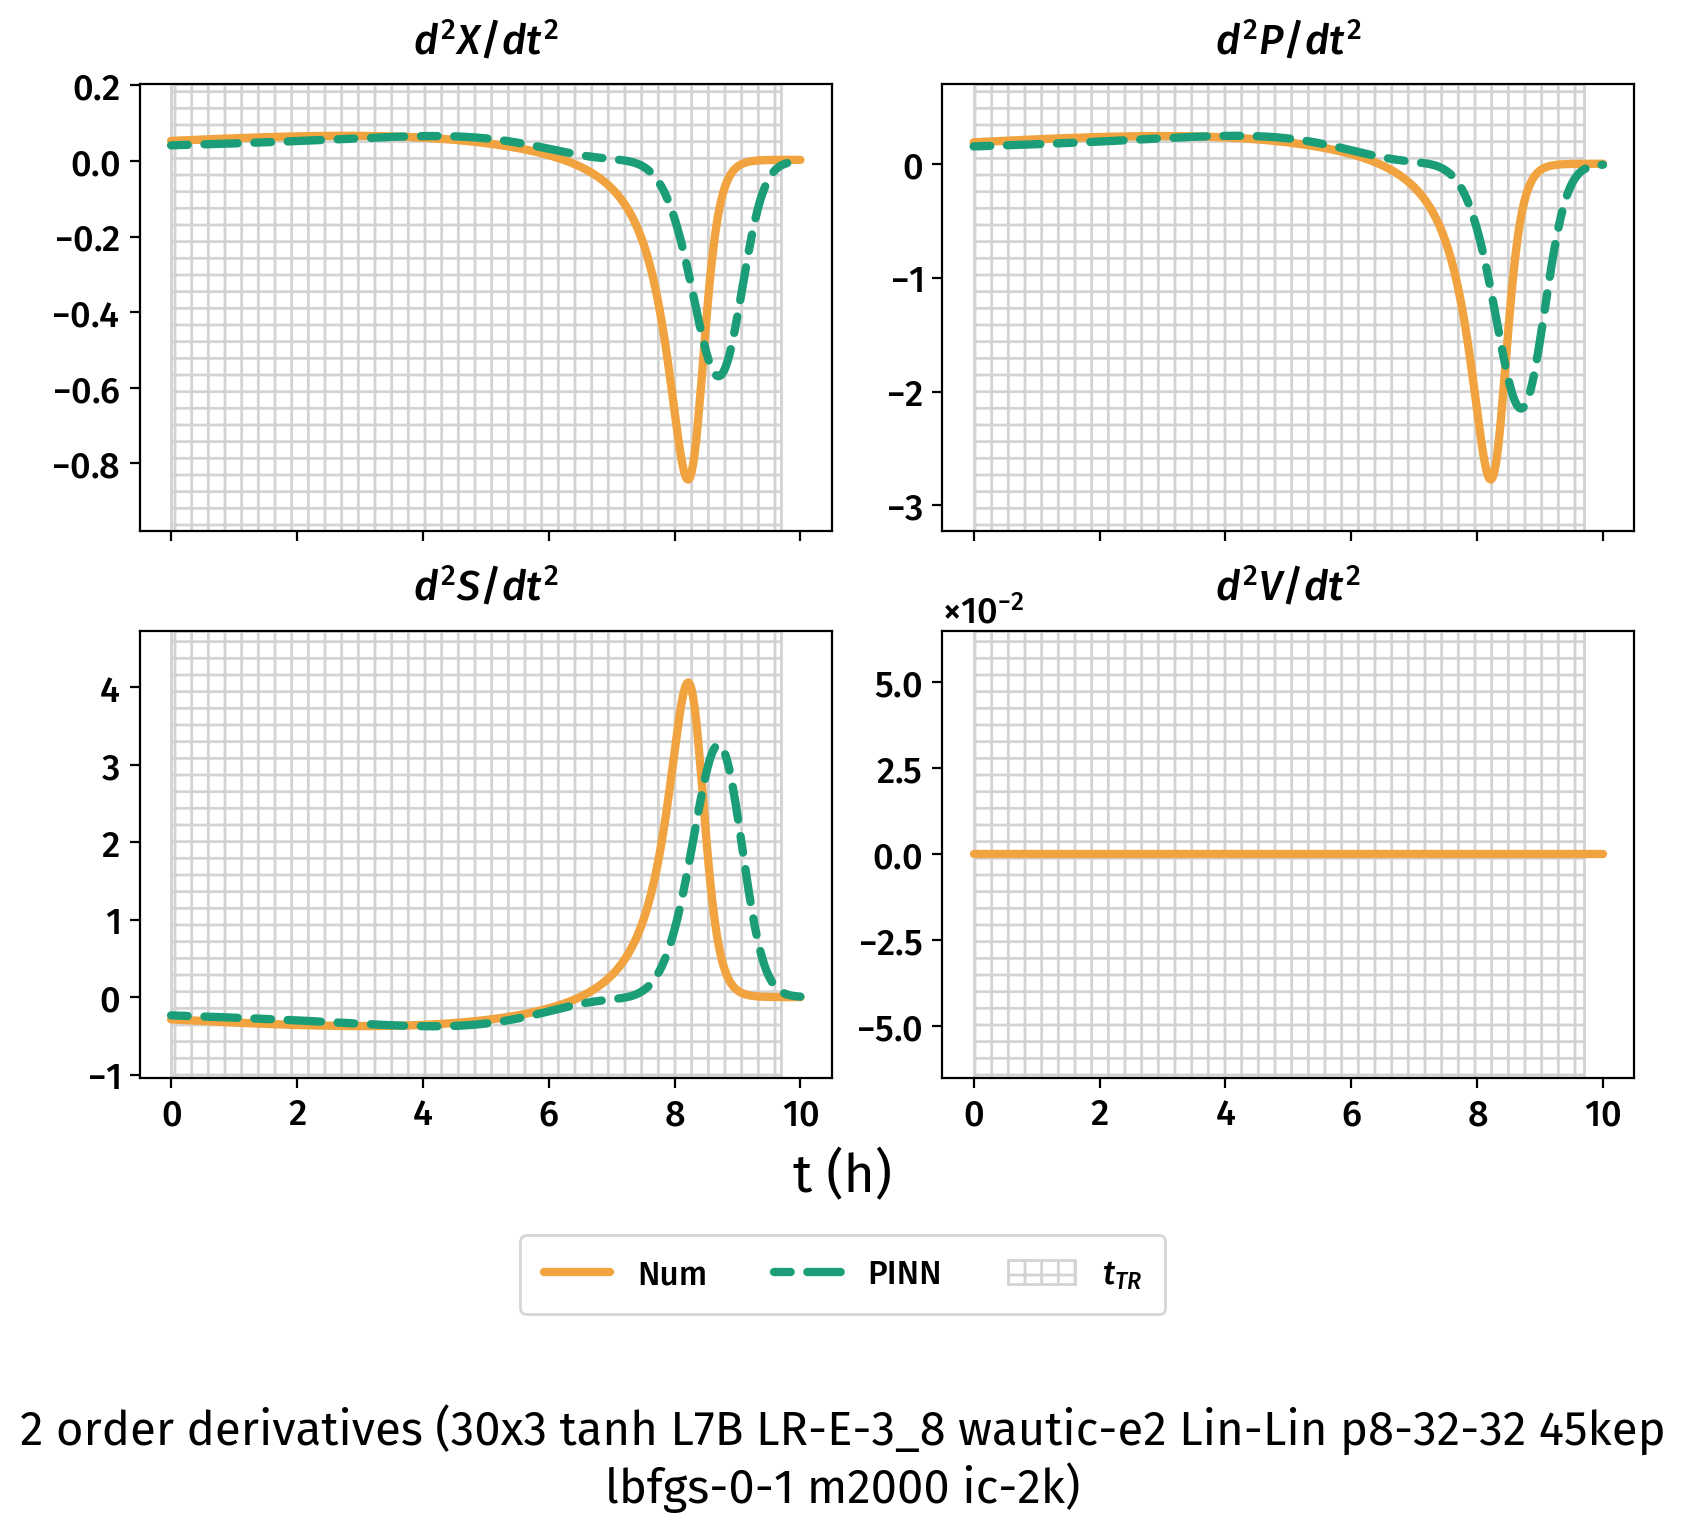 d²X/dt²
d²P/dt²
0.2
0.0
−0.2
−0.4
−0.6
−0.8
0
−1
−2
−3
d²S/dt²
d²V/dt²
×10⁻²
4
3
2
1
0
−1
5.0
2.5
0.0
−2.5
−5.0
0 2 4 6 8 10
0 2 4 6 8 10
t (h)
Num PINN t_TR
2 order derivatives (30x3 tanh L7B LR-E-3_8 wautic-e2 Lin-Lin p8-32-32 45kep
lbfgs-0-1 m2000 ic-2k)